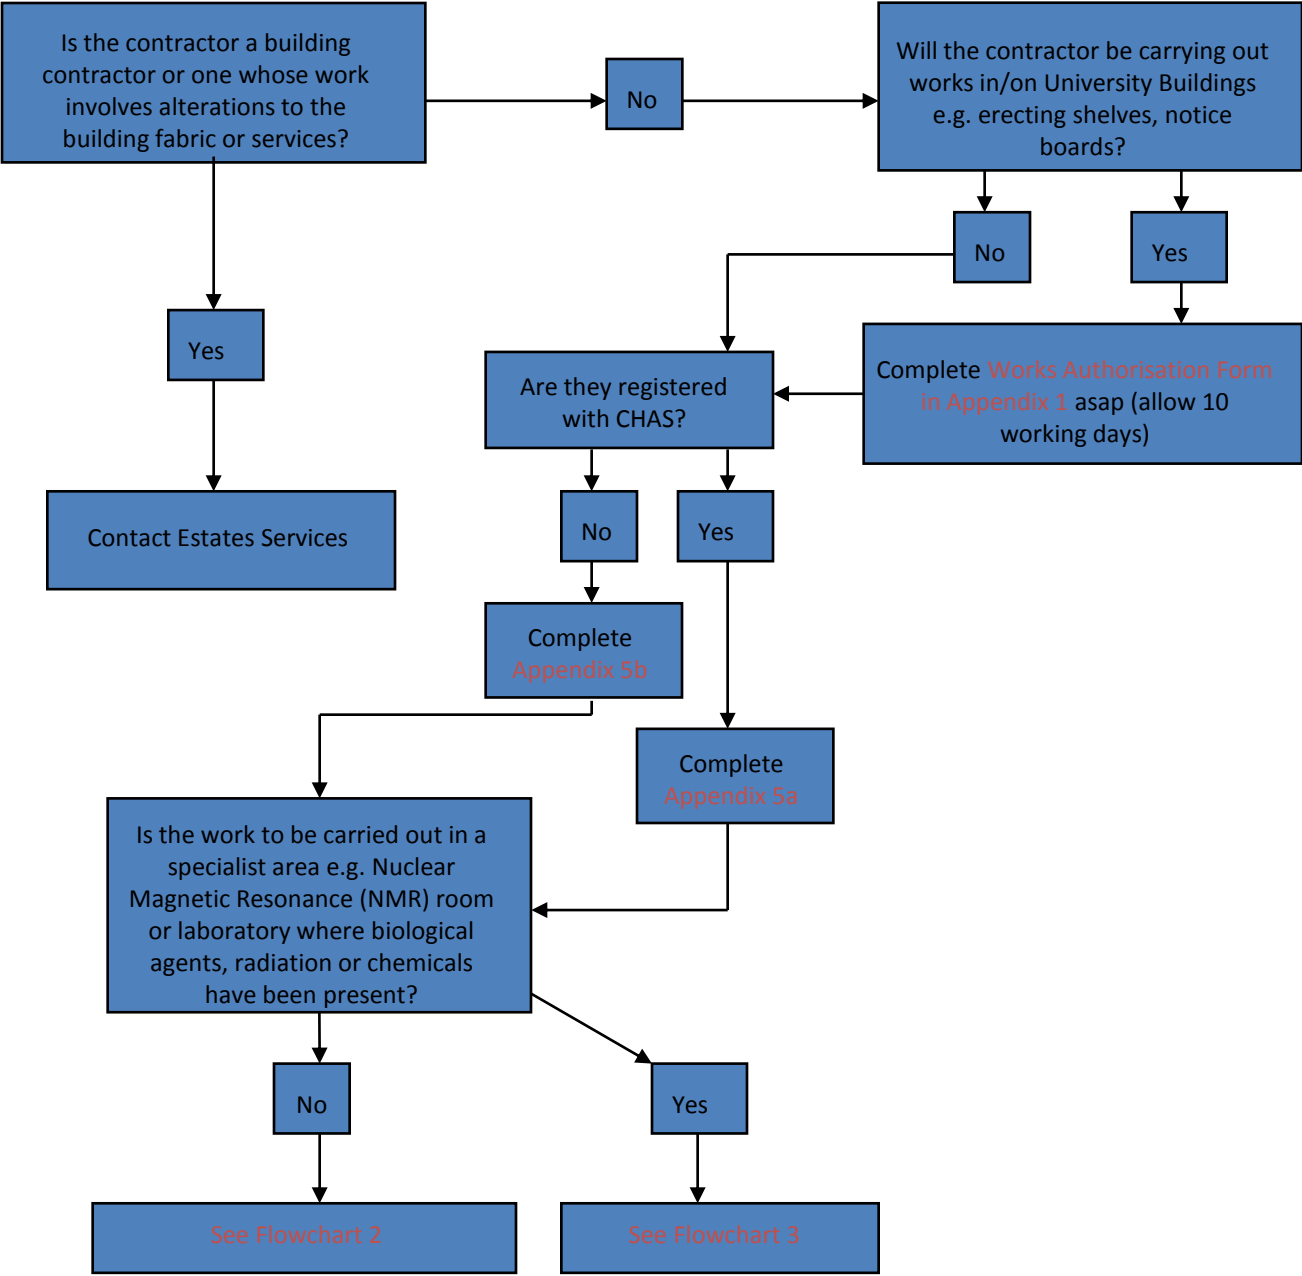 Is the contractor a building
contractor or one whose work
involves alterations to the
building fabric or services?
No
Will the contractor be carrying out
works in/on University Buildings
e.g. erecting shelves, notice
boards?
No
Yes
Yes
Complete Works Authorisation Form
in Appendix 1 asap (allow 10
working days)
Are they registered
with CHAS?
Contact Estates Services
No
Yes
Complete
Appendix 5b
Complete
Appendix 5a
Is the work to be carried out in a
specialist area e.g. Nuclear
Magnetic Resonance (NMR) room
or laboratory where biological
agents, radiation or chemicals
have been present?
No
Yes
See Flowchart 2
See Flowchart 3